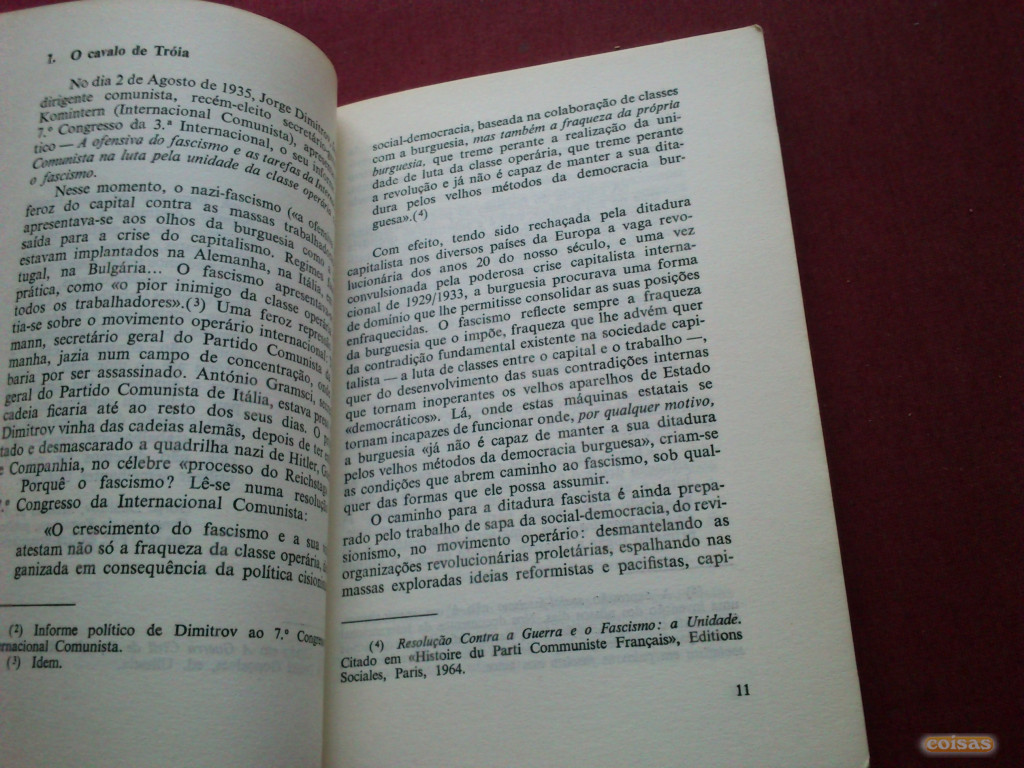 1. O cavalo de Tróia
No dia 2 de Agosto de 1935, Jorge Dimitrov,
dirigente comunista, recém-eleito secretário
Komintern (Internacional Comunista), apres
7.º Congresso da 3.ª Internacional, o seu inform
tico — A ofensiva do fascismo e as tarefas da Intern
Comunista na luta pela unidade da classe operária
o fascismo.
Nesse momento, o nazi-fascismo («a ofens
feroz do capital contra as massas trabalhador
apresentava-se aos olhos da burguesia como a
saída para a crise do capitalismo. Regimes f
estavam implantados na Alemanha, na Itália, em
tugal, na Bulgária... O fascismo apresentav
prática, como «o pior inimigo da classe operár
todos os trabalhadores».(3) Uma feroz repress
tia-se sobre o movimento operário internacional.
mann, secretário geral do Partido Comunista da
manha, jazia num campo de concentração, onde
baria por ser assassinado. António Gramsci, se
geral do Partido Comunista de Itália, estava pre
cadeia ficaria até ao resto dos seus dias. O p
Dimitrov vinha das cadeias alemãs, depois de ter
tado e desmascarado a quadrilha nazi de Hitler, G
e Companhia, no célebre «processo do Reichstag
Porquê o fascismo? Lê-se numa resolução
.º Congresso da Internacional Comunista:
«O crescimento do fascismo e a sua
atestam não só a fraqueza da classe operária,
ganizada em consequência da política cision
(2) Informe político de Dimitrov ao 7.º Congres
ernacional Comunista.
(3) Idem.
social-democracia, baseada na colaboração de classes
com a burguesia, mas também a fraqueza da própria
burguesia, que treme perante a realização da uni-
dade de luta da classe operária, que treme perante
a revolução e já não é capaz de manter a sua dita-
dura pelos velhos métodos da democracia bur-
guesa».(4)
Com efeito, tendo sido rechaçada pela ditadura
capitalista nos diversos países da Europa a vaga revo-
lucionária dos anos 20 do nosso século, e uma vez
convulsionada pela poderosa crise capitalista interna-
cional de 1929/1933, a burguesia procurava uma forma
de domínio que lhe permitisse consolidar as suas posições
enfraquecidas. O fascismo reflecte sempre a fraqueza
da burguesia que o impõe, fraqueza que lhe advém quer
da contradição fundamental existente na sociedade capi-
talista — a luta de classes entre o capital e o trabalho —,
quer do desenvolvimento das suas contradições internas
que tornam inoperantes os velhos aparelhos de Estado
«democráticos». Lá, onde estas máquinas estatais se
tornam incapazes de funcionar onde, por qualquer motivo,
a burguesia «já não é capaz de manter a sua ditadura
pelos velhos métodos da democracia burguesa», criam-se
as condições que abrem caminho ao fascismo, sob qual-
quer das formas que ele possa assumir.
O caminho para a ditadura fascista é ainda prepa-
rado pelo trabalho de sapa da social-democracia, do revi-
sionismo, no movimento operário: desmantelando as
organizações revolucionárias proletárias, espalhando nas
massas exploradas ideias reformistas e pacifistas, capi-
(4) Resolução Contra a Guerra e o Fascismo: a Unidade.
Citado em «Histoire du Parti Communiste Français», Editions
Sociales, Paris, 1964.
11
coisas